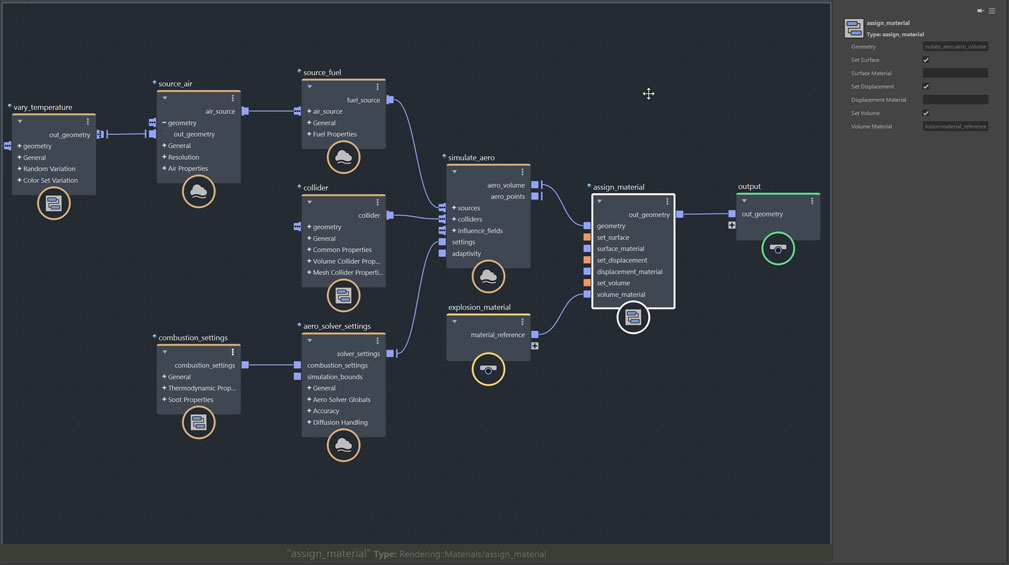 vary_temperature
out_geometry
geometry
General
Random Variation
Color Set Variation
source_air
air_source
geometry
out_geometry
General
Resolution
Air Properties
source_fuel
fuel_source
air_source
General
Fuel Properties
collider
collider
geometry
General
Common Properties
Volume Collider Prop...
Mesh Collider Properti...
combustion_settings
combustion_settings
General
Thermodynamic Prop...
Soot Properties
aero_solver_settings
solver_settings
combustion_settings
simulation_bounds
General
Aero Solver Globals
Accuracy
Diffusion Handling
simulate_aero
aero_volume
aero_points
sources
colliders
influence_fields
settings
adaptivity
explosion_material
material_reference
assign_material
out_geometry
geometry
set_surface
surface_material
set_displacement
displacement_material
set_volume
volume_material
output
out_geometry
"assign_material" Type: Rendering::Materials/assign_material
assign_material
Type: assign_material
Geometry nulate_aero.aero_volume
Set Surface
Surface Material
Set Displacement
Displacement Material
Set Volume
Volume Material losion.material_reference